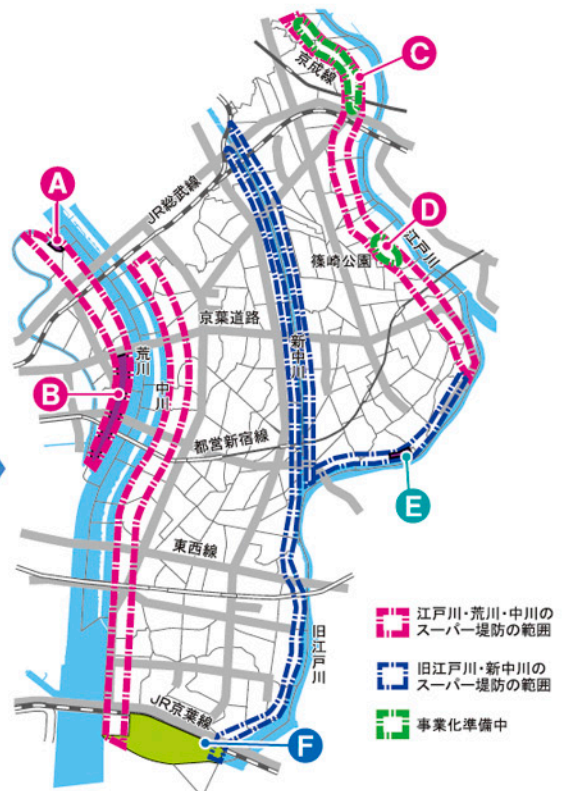 C
京成線
A
JR総武線
D
江戸川
篠崎公園
京葉道路
荒川
新中川
B
中川
都営新宿線
E
東西線
江戸川・荒川・中川の
スーパー堤防の範囲
旧江戸川
旧江戸川・新中川の
スーパー堤防の範囲
JR京葉線
事業化準備中
F